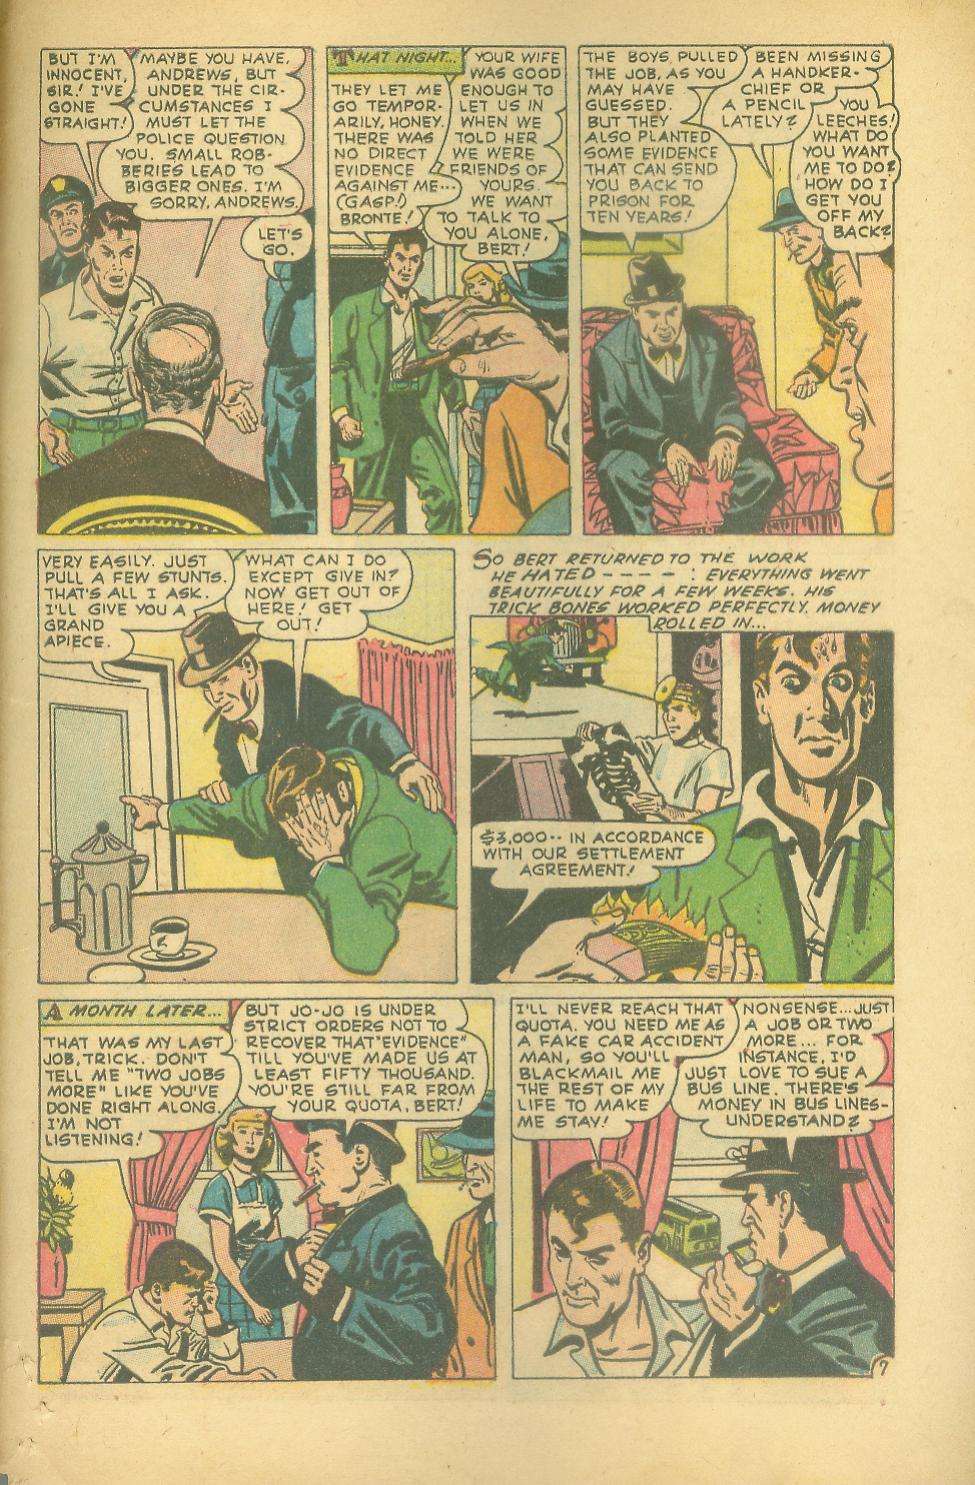 BUT I'M
INNOCENT,
SIR! I'VE
GONE
STRAIGHT!
MAYBE YOU HAVE,
ANDREWS, BUT
UNDER THE CIR-
CUMSTANCES I
MUST LET THE
POLICE QUESTION
YOU. SMALL ROB-
BERIES LEAD TO
BIGGER ONES. I'M
SORRY, ANDREWS.
LET'S
GO.
THAT NIGHT...
THEY LET ME
GO TEMPOR-
ARILY, HONEY.
THERE WAS
NO DIRECT
EVIDENCE
AGAINST ME...
(GASP!)
BRONTE!
YOUR WIFE
WAS GOOD
ENOUGH TO
LET US IN
WHEN WE
TOLD HER
WE WERE
FRIENDS OF
YOURS.
WE WANT
TO TALK TO
YOU ALONE,
BERT!
THE BOYS PULLED
THE JOB, AS YOU
MAY HAVE
GUESSED.
BUT THEY
ALSO PLANTED
SOME EVIDENCE
THAT CAN SEND
YOU BACK TO
PRISON FOR
TEN YEARS!
BEEN MISSING
A HANDKER-
CHIEF OR
A PENCIL
LATELY?
YOU
LEECHES!
WHAT DO
YOU WANT
ME TO DO?
HOW DO I
GET YOU
OFF MY
BACK?
VERY EASILY. JUST
PULL A FEW STUNTS.
THAT'S ALL I ASK.
I'LL GIVE YOU A
GRAND
APIECE.
WHAT CAN I DO
EXCEPT GIVE IN?
NOW GET OUT OF
HERE! GET
OUT!
SO BERT RETURNED TO THE WORK
HE HATED - - - - : EVERYTHING WENT
BEAUTIFULLY FOR A FEW WEEKS. HIS
TRICK BONES WORKED PERFECTLY. MONEY
ROLLED IN...
$3,000-- IN ACCORDANCE
WITH OUR SETTLEMENT
AGREEMENT!
A MONTH LATER...
THAT WAS MY LAST
JOB, TRICK. DON'T
TELL ME "TWO JOBS
MORE" LIKE YOU'VE
DONE RIGHT ALONG.
I'M NOT
LISTENING!
BUT JO-JO IS UNDER
STRICT ORDERS NOT TO
RECOVER THAT "EVIDENCE"
TILL YOU'VE MADE US AT
LEAST FIFTY THOUSAND.
YOU'RE STILL FAR FROM
YOUR QUOTA, BERT!
I'LL NEVER REACH THAT
QUOTA. YOU NEED ME AS
A FAKE CAR ACCIDENT
MAN, SO YOU'LL
BLACKMAIL ME
THE REST OF MY
LIFE TO MAKE
ME STAY!
NONSENSE...JUST
A JOB OR TWO
MORE... FOR
INSTANCE, I'D
JUST LOVE TO SUE A
BUS LINE. THERE'S
MONEY IN BUS LINES-
UNDERSTAND?
7